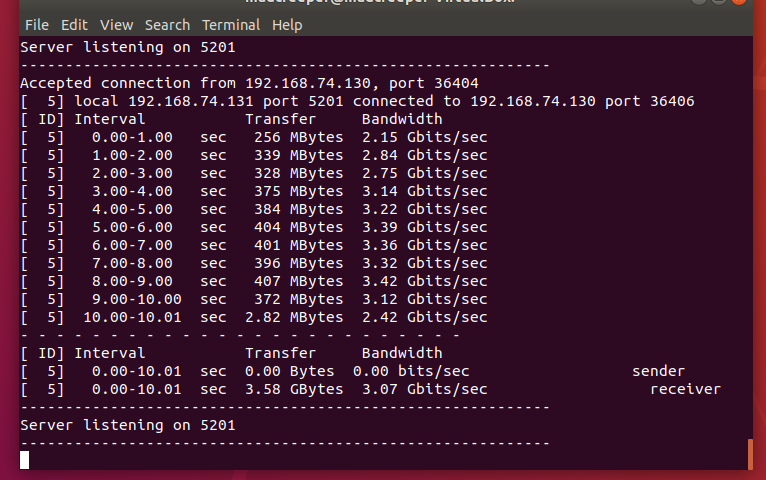 File Edit View Search Terminal Help
Server listening on 5201
-----------------------------------------------------------
Accepted connection from 192.168.74.130, port 36404
[  5] local 192.168.74.131 port 5201 connected to 192.168.74.130 port 36406
[ ID] Interval           Transfer     Bandwidth
[  5]   0.00-1.00   sec   256 MBytes  2.15 Gbits/sec
[  5]   1.00-2.00   sec   339 MBytes  2.84 Gbits/sec
[  5]   2.00-3.00   sec   328 MBytes  2.75 Gbits/sec
[  5]   3.00-4.00   sec   375 MBytes  3.14 Gbits/sec
[  5]   4.00-5.00   sec   384 MBytes  3.22 Gbits/sec
[  5]   5.00-6.00   sec   404 MBytes  3.39 Gbits/sec
[  5]   6.00-7.00   sec   401 MBytes  3.36 Gbits/sec
[  5]   7.00-8.00   sec   396 MBytes  3.32 Gbits/sec
[  5]   8.00-9.00   sec   407 MBytes  3.42 Gbits/sec
[  5]   9.00-10.00  sec   372 MBytes  3.12 Gbits/sec
[  5]  10.00-10.01  sec  2.82 MBytes  2.42 Gbits/sec
- - - - - - - - - - - - - - - - - - - - - - - - -
[ ID] Interval           Transfer     Bandwidth
[  5]   0.00-10.01  sec  0.00 Bytes  0.00 bits/sec                  sender
[  5]   0.00-10.01  sec  3.58 GBytes  3.07 Gbits/sec                  receiver
-----------------------------------------------------------
Server listening on 5201
-----------------------------------------------------------